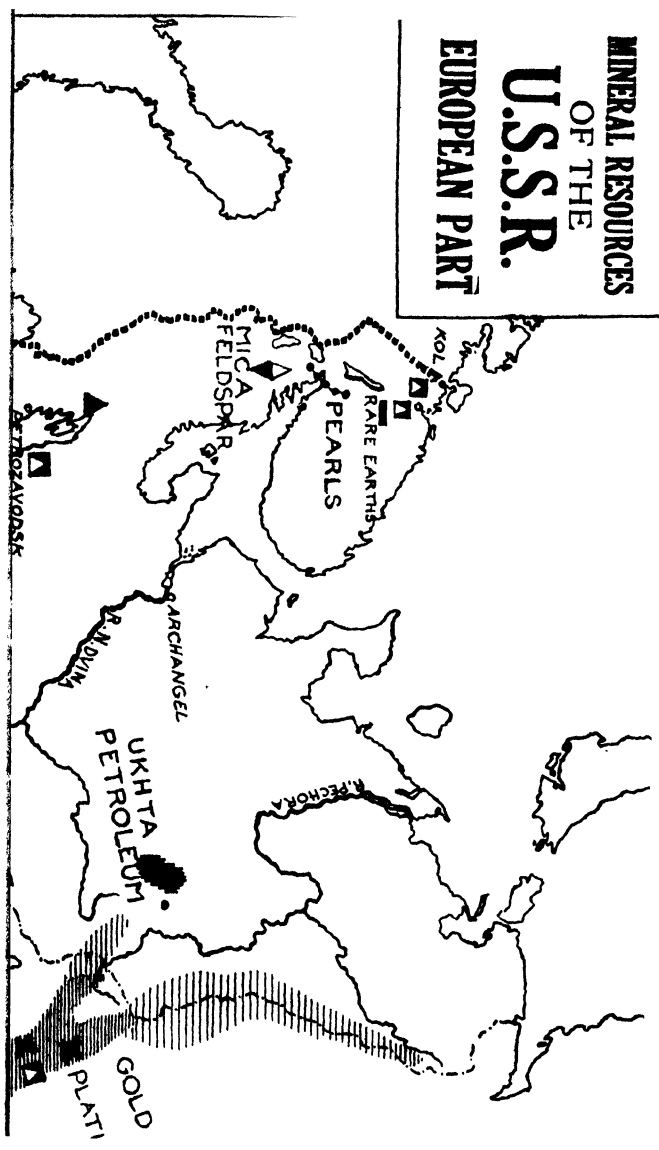 MINERAL RESOURCES
OF THE
U.S.S.R.
EUROPEAN PART
KOL
RARE EARTHS
PEARLS
MICA
FELDSPAR
PETROZAVODSK
ARCHANGEL
R.N.DVINA
R.PECHORA
UKHTA
PETROLEUM
GOLD
PLATI